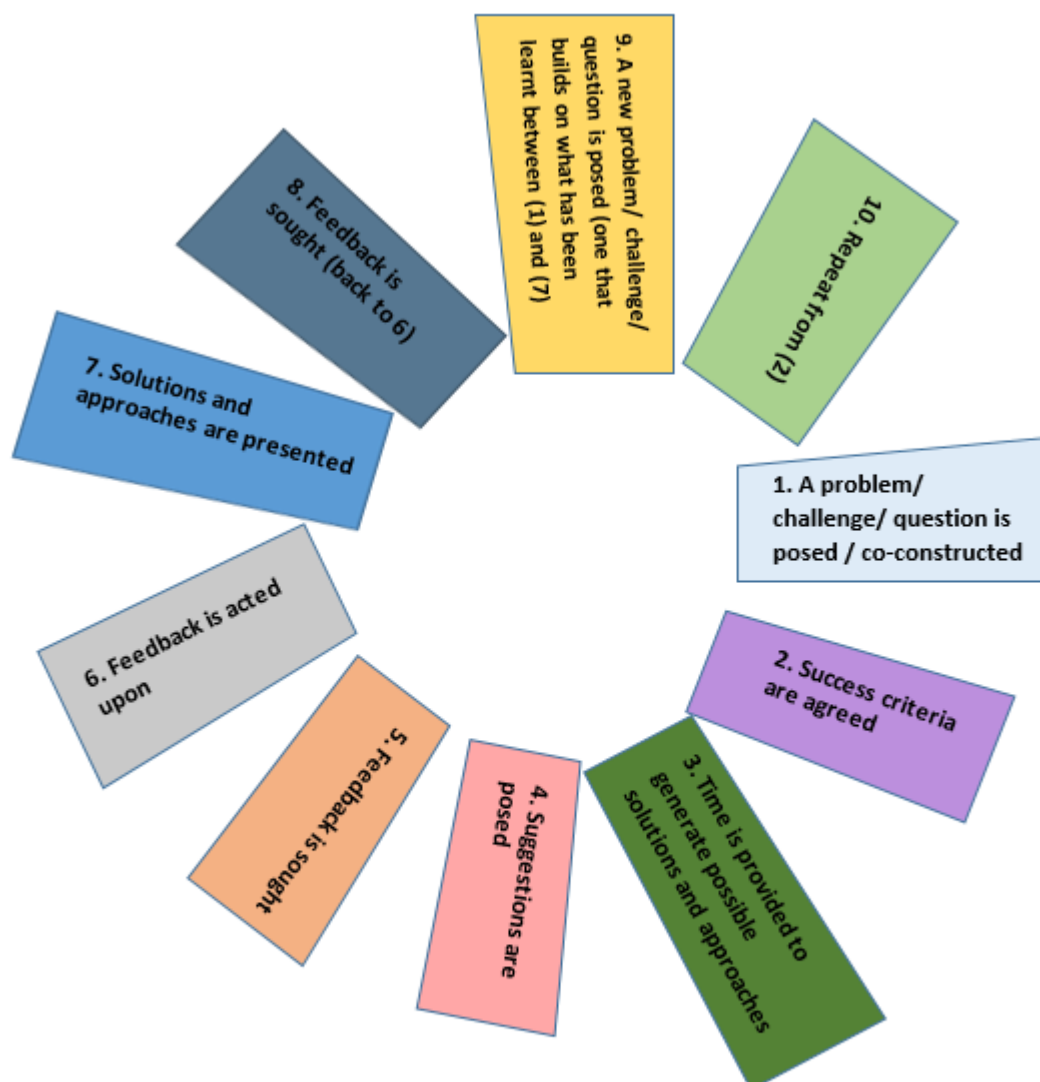 1. A problem/
challenge/ question is
posed / co-constructed
2. Success criteria
are agreed
3. Time is provided to
generate possible
solutions and approaches
4. Suggestions are
posed
5. Feedback is sought
6. Feedback is acted
upon
7. Solutions and
approaches are presented
8. Feedback is
sought (back to 6)
9. A new problem/ challenge/
question is posed (one that
builds on what has been
learnt between (1) and (7)
10. Repeat from (2)